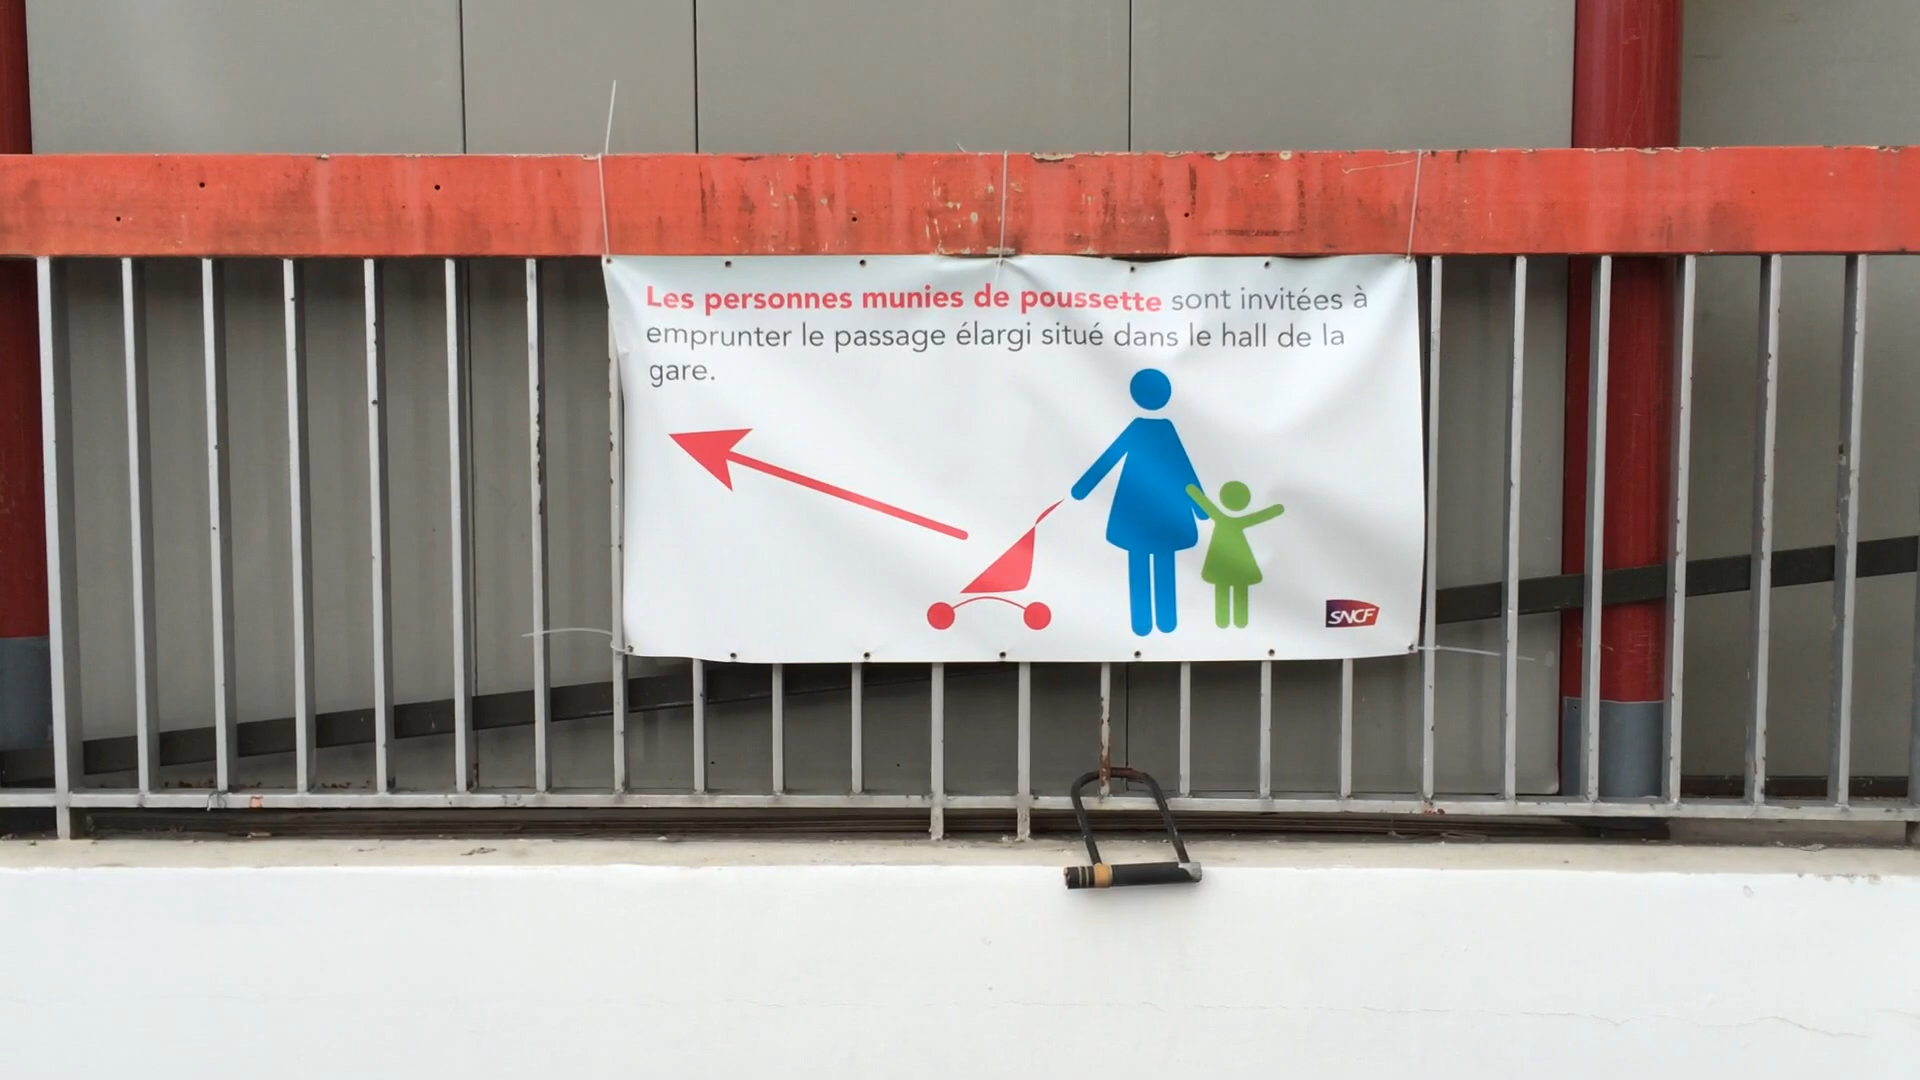 Les personnes munies de poussette sont invitées à
emprunter le passage élargi situé dans le hall de la
gare.
SNCF